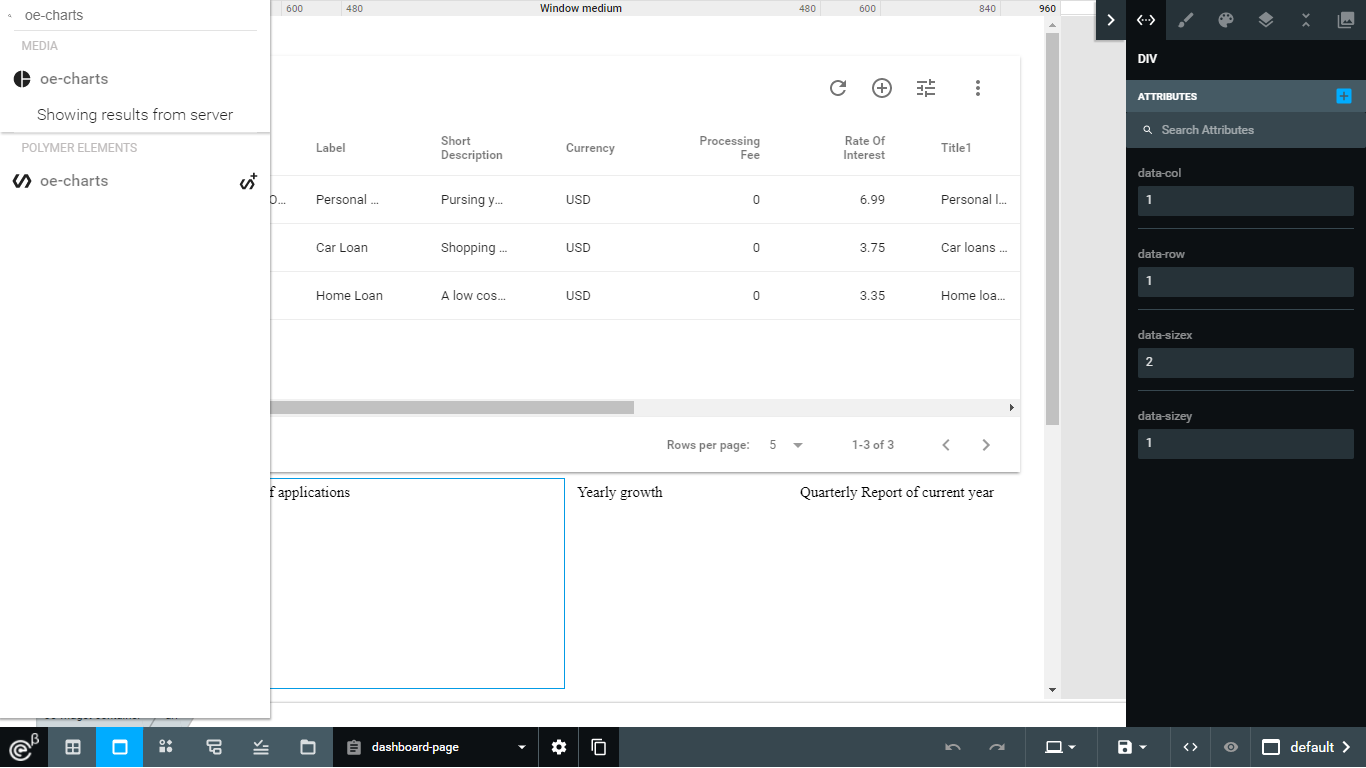 oe-charts
MEDIA
oe-charts
Showing results from server
POLYMER ELEMENTS
oe-charts
600 480 Window medium 480 600 840 960
Label Short Description Currency Processing Fee Rate Of Interest Title1
O... Personal ... Pursing y... USD 0 6.99 Personal l...
Car Loan Shopping ... USD 0 3.75 Car loans ...
Home Loan A low cos... USD 0 3.35 Home loa...
Rows per page: 5 1-3 of 3
f applications Yearly growth Quarterly Report of current year
DIV
ATTRIBUTES
Search Attributes
data-col
1
data-row
1
data-sizex
2
data-sizey
1
β dashboard-page default